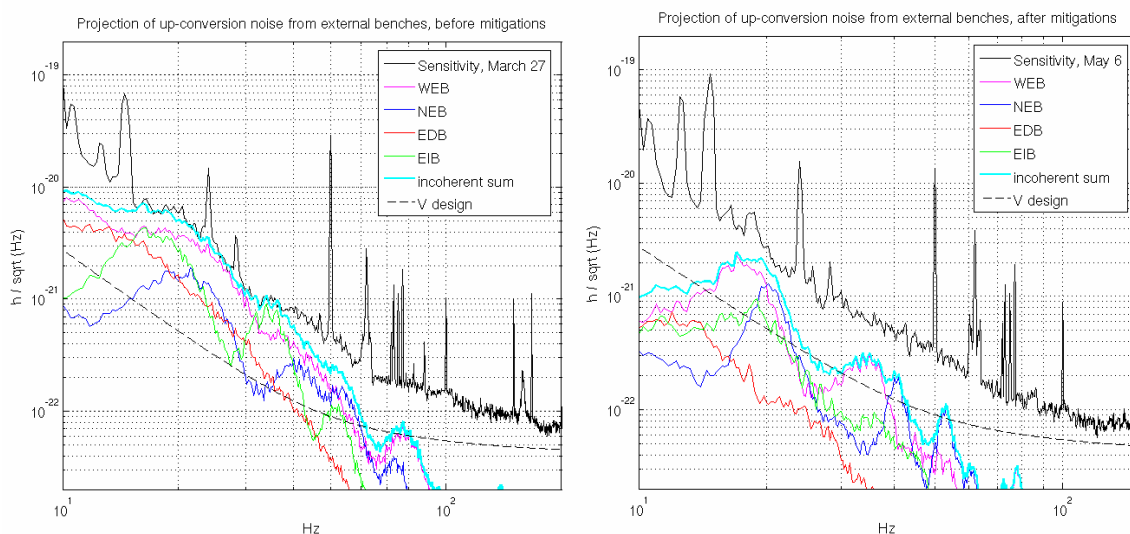 Projection of up-conversion noise from external benches, before mitigations
10^-19
10^-20
10^-21
10^-22
h / sqrt (Hz)
Sensitivity, March 27
WEB
NEB
EDB
EIB
incoherent sum
V design
10
10^2
Hz
Projection of up-conversion noise from external benches, after mitigations
10^-19
10^-20
10^-21
10^-22
h / sqrt (Hz)
Sensitivity, May 6
WEB
NEB
EDB
EIB
incoherent sum
V design
10
10^2
Hz